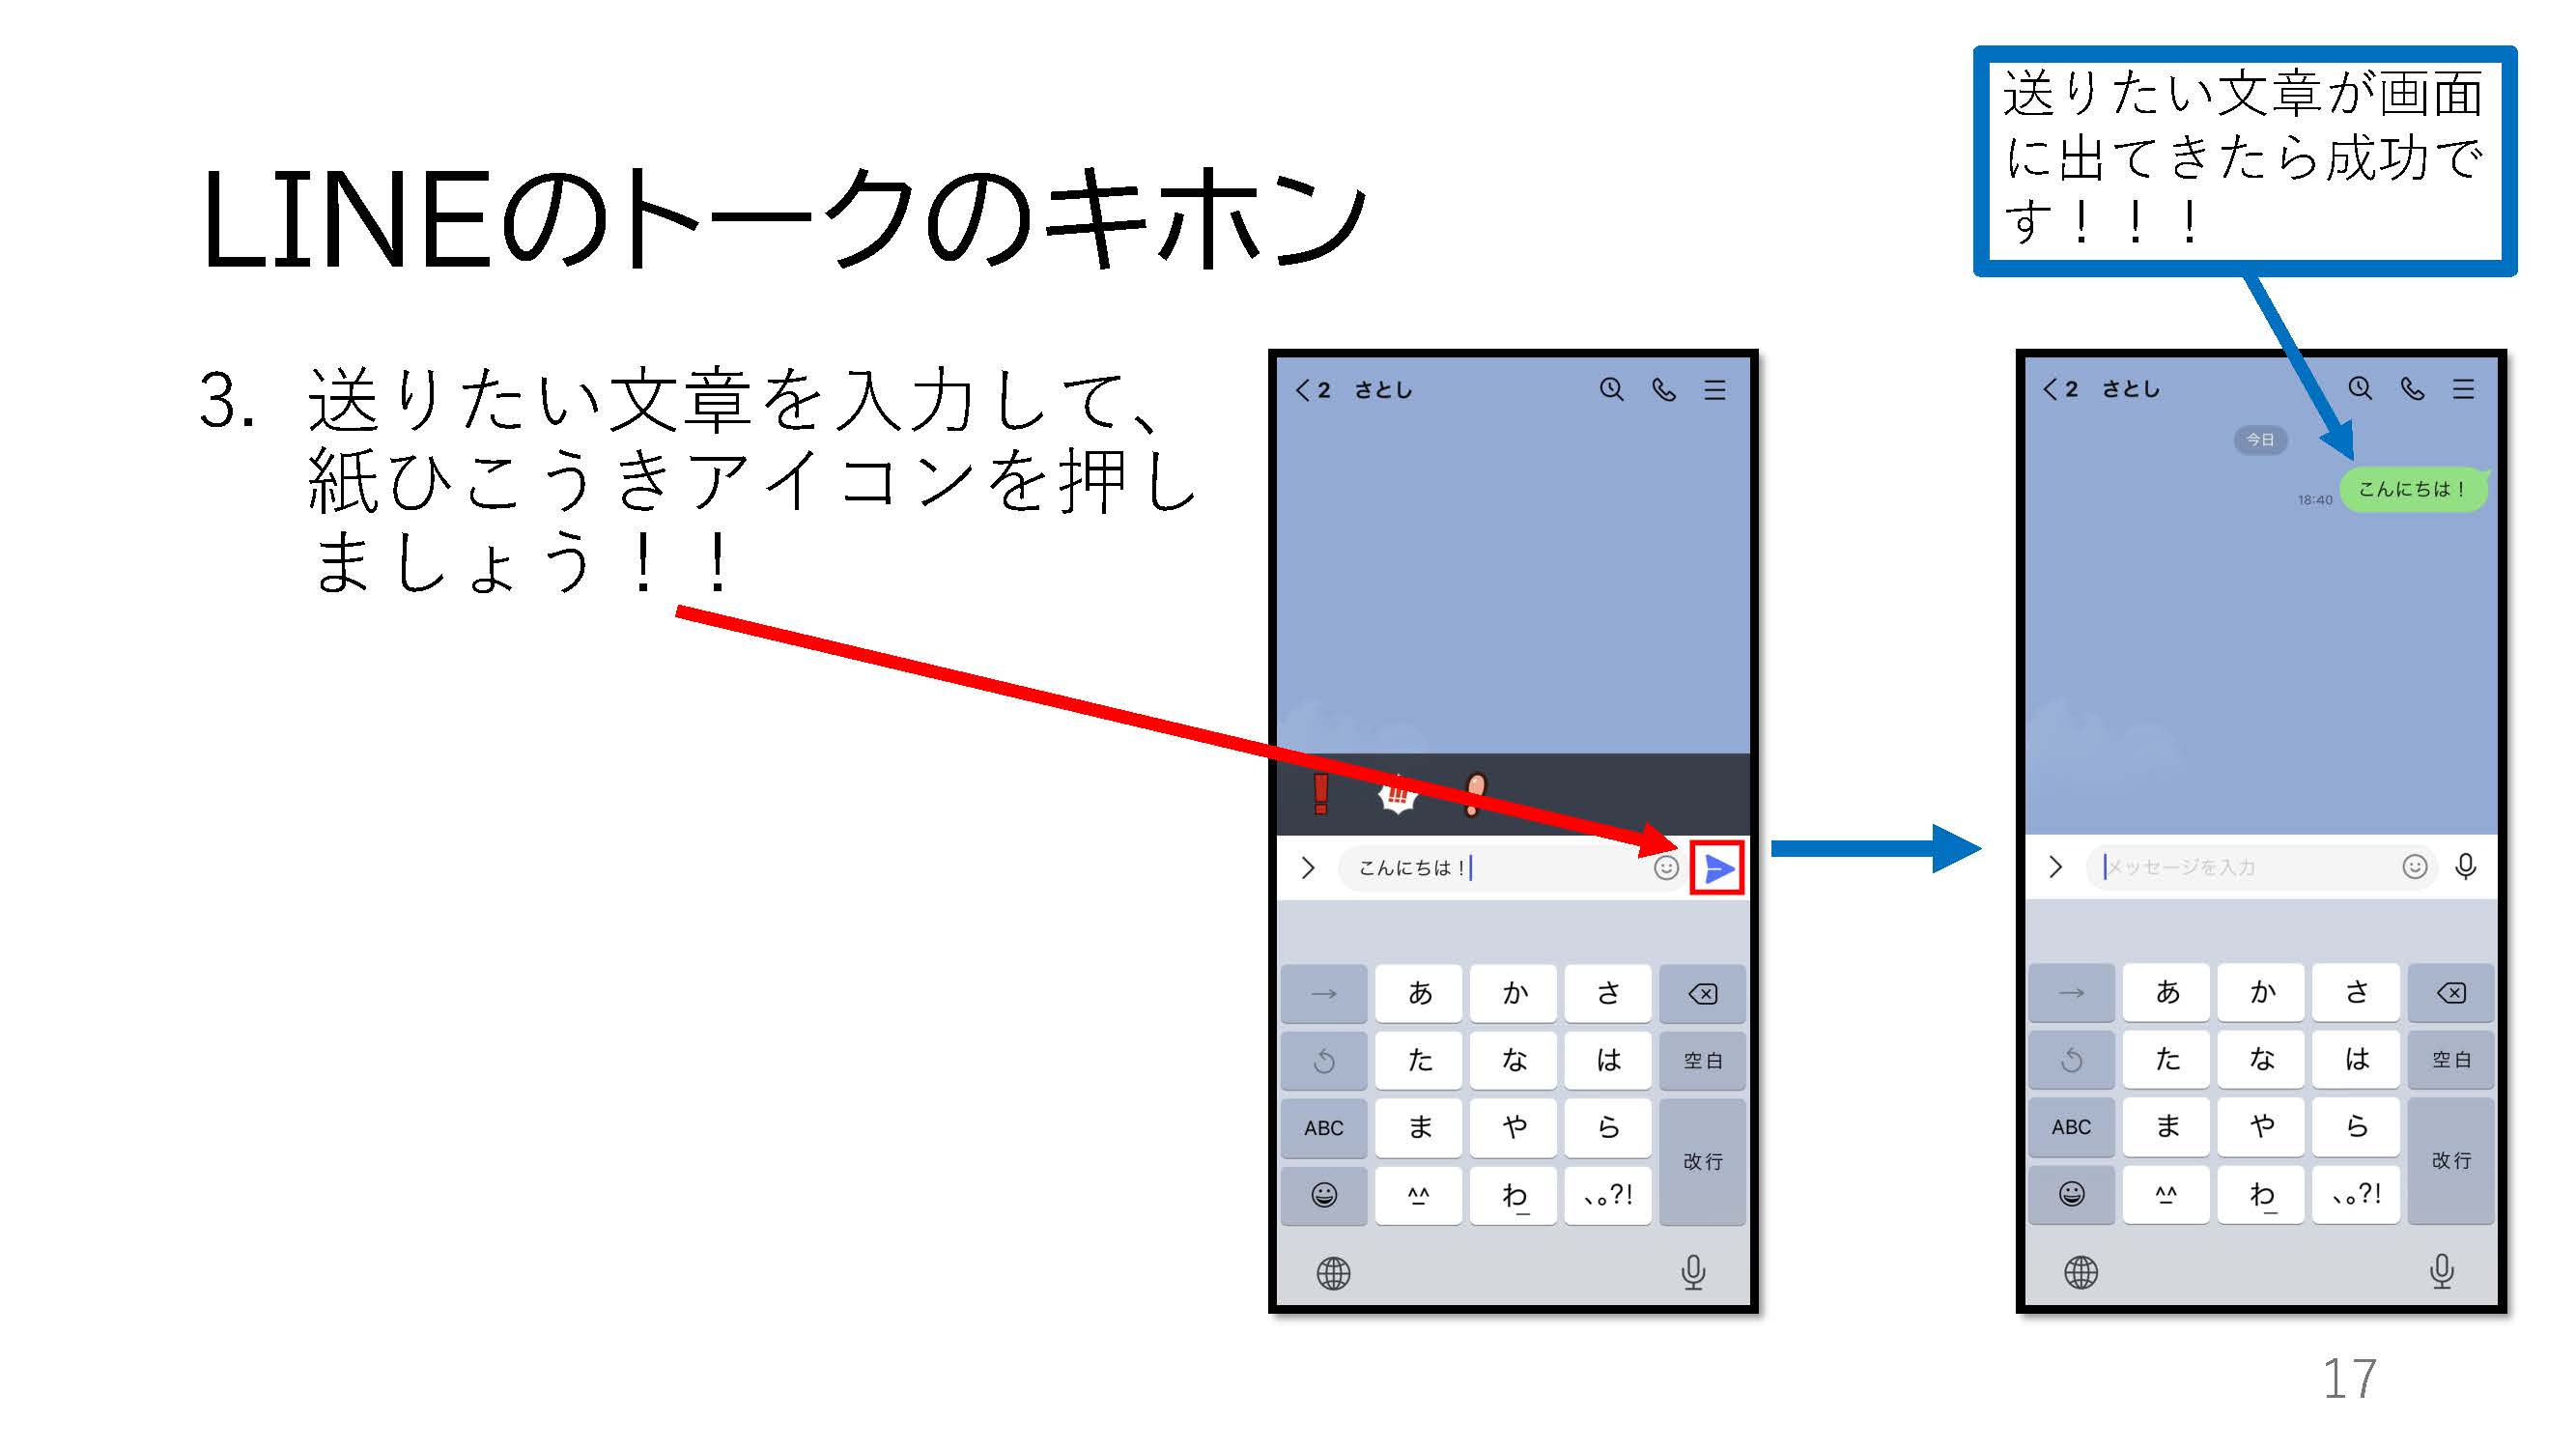 送りたい文章が画面
に出てきたら成功で
す！！！
LINEのトークのキホン
3. 送りたい文章を入力して、
紙ひこうきアイコンを押し
ましょう！！
2 さとし
こんにちは！
→ あ か さ
た な は 空白
ABC ま や ら
改行
^^ わ 、。?!
2 さとし
今日
18:40 こんにちは！
メッセージを入力
→ あ か さ
た な は 空白
ABC ま や ら
改行
^^ わ 、。?!
17